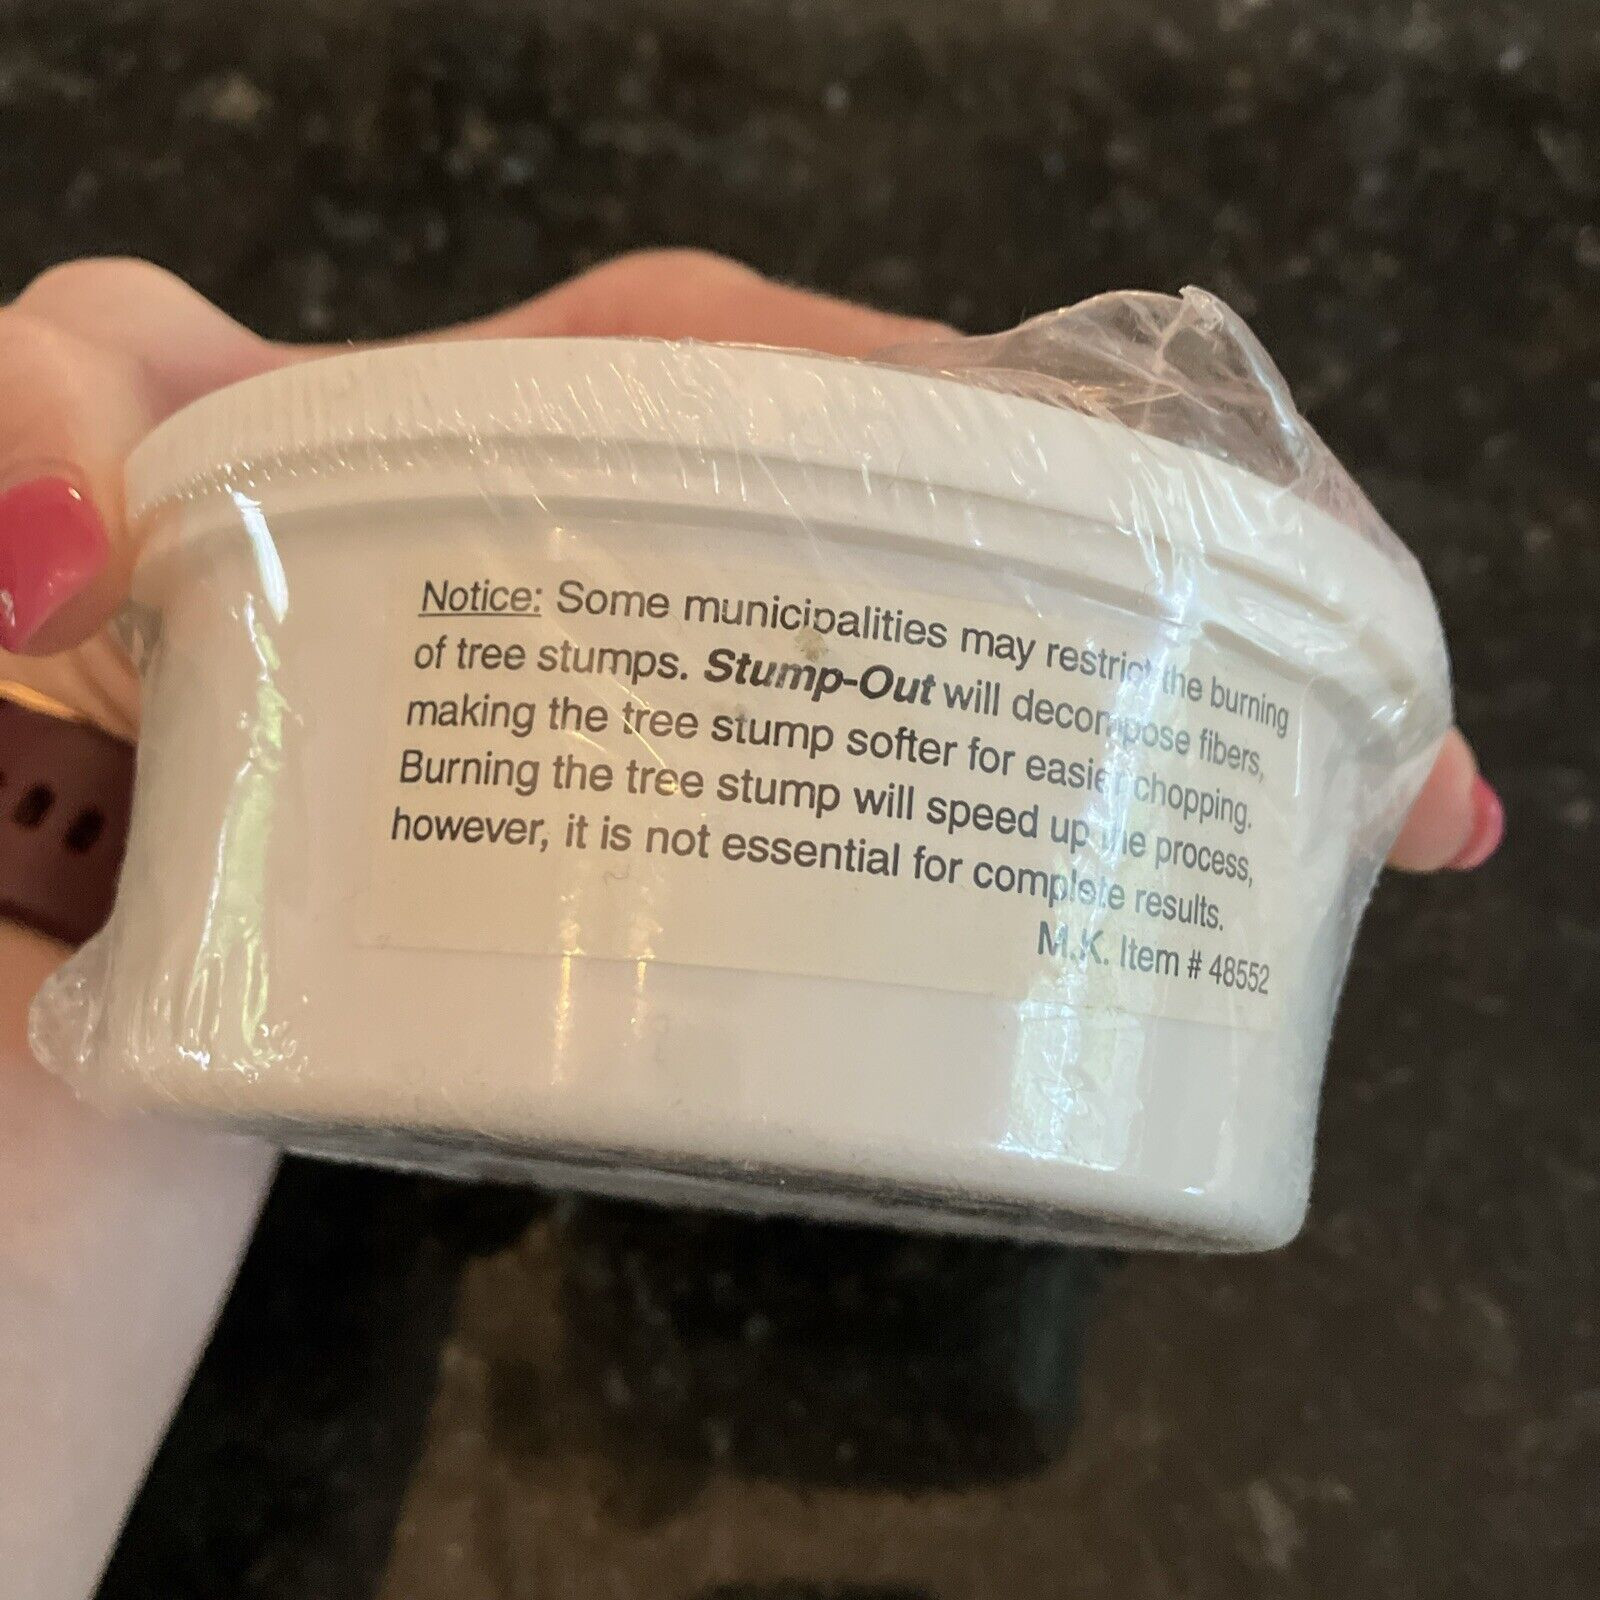 Notice: Some municipalities may restrict the burning
of tree stumps. Stump-Out will decompose fibers,
making the tree stump softer for easier chopping.
Burning the tree stump will speed up the process,
however, it is not essential for complete results.
M.K. Item # 48552